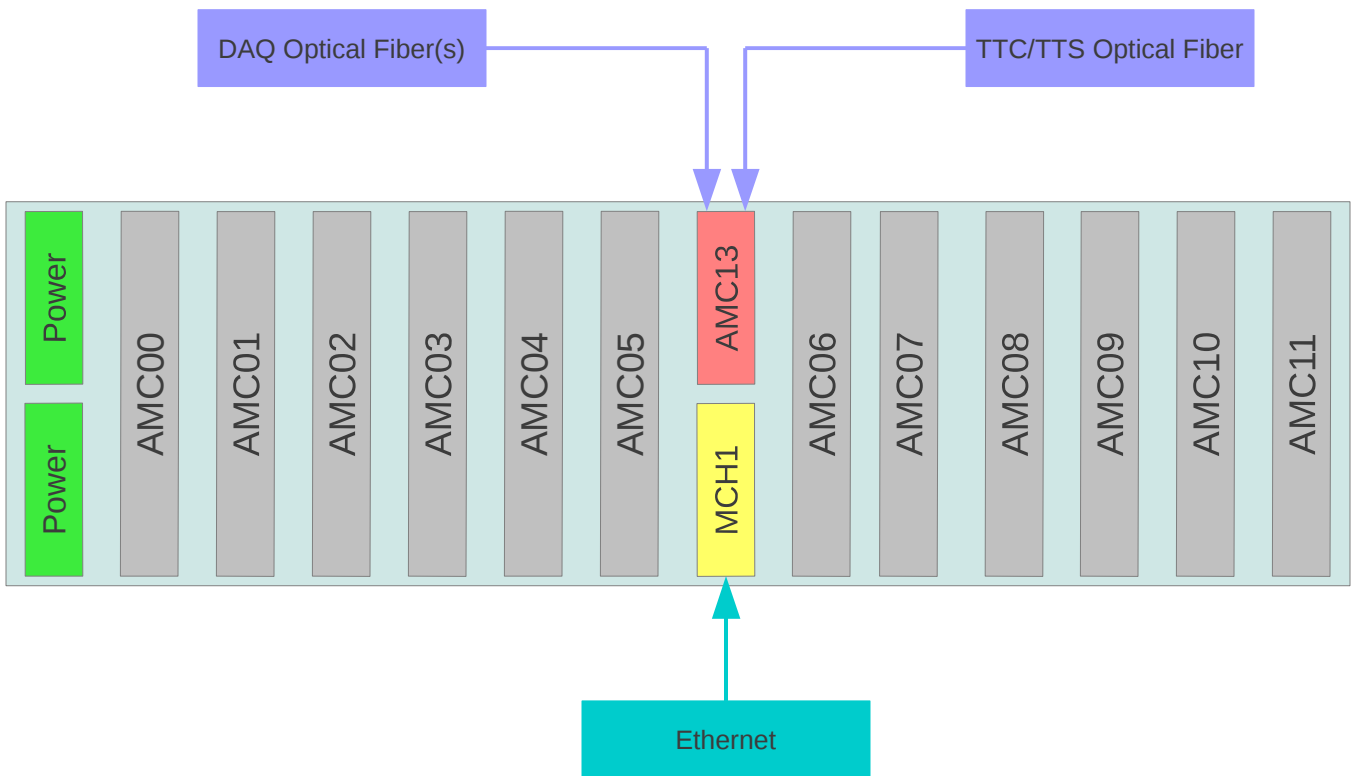 DAQ Optical Fiber(s)
TTC/TTS Optical Fiber
Power
Power
AMC00
AMC01
AMC02
AMC03
AMC04
AMC05
AMC13
MCH1
AMC06
AMC07
AMC08
AMC09
AMC10
AMC11
Ethernet